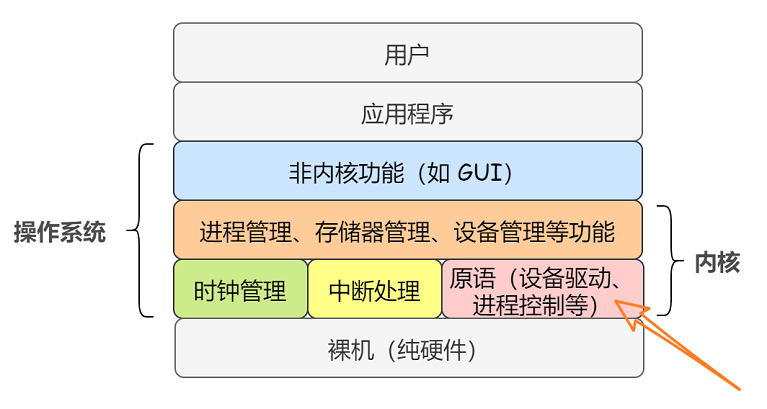 用户
应用程序
非内核功能（如 GUI）
操作系统
进程管理、存储器管理、设备管理等功能
内核
时钟管理
中断处理
原语（设备驱动、
进程控制等）
裸机（纯硬件）